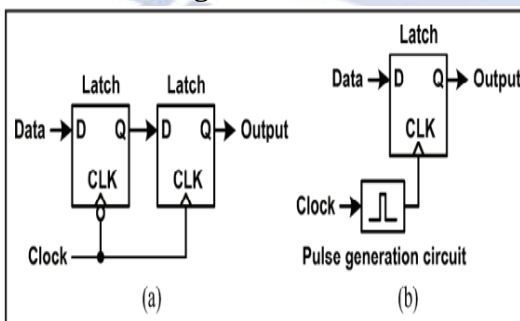 Latch
Latch
Data
D
Q
D
Q
Output
CLK
CLK
Clock
(a)
Latch
Data
D
Q
Output
CLK
Clock
Pulse generation circuit
(b)